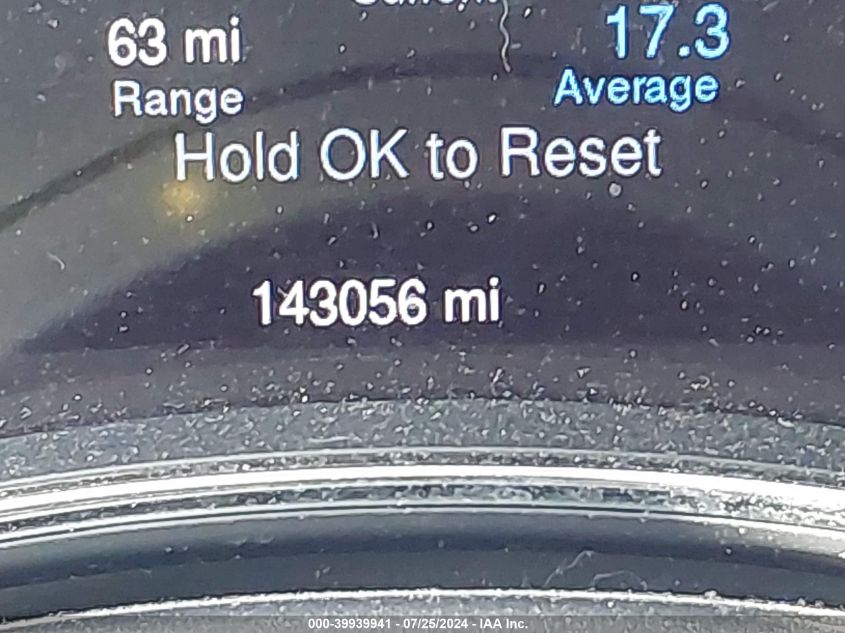 63 mi
17.3
Range
Average
Hold OK to Reset
143056 mi
000-39939941 - 07/25/2024 - IAA Inc.